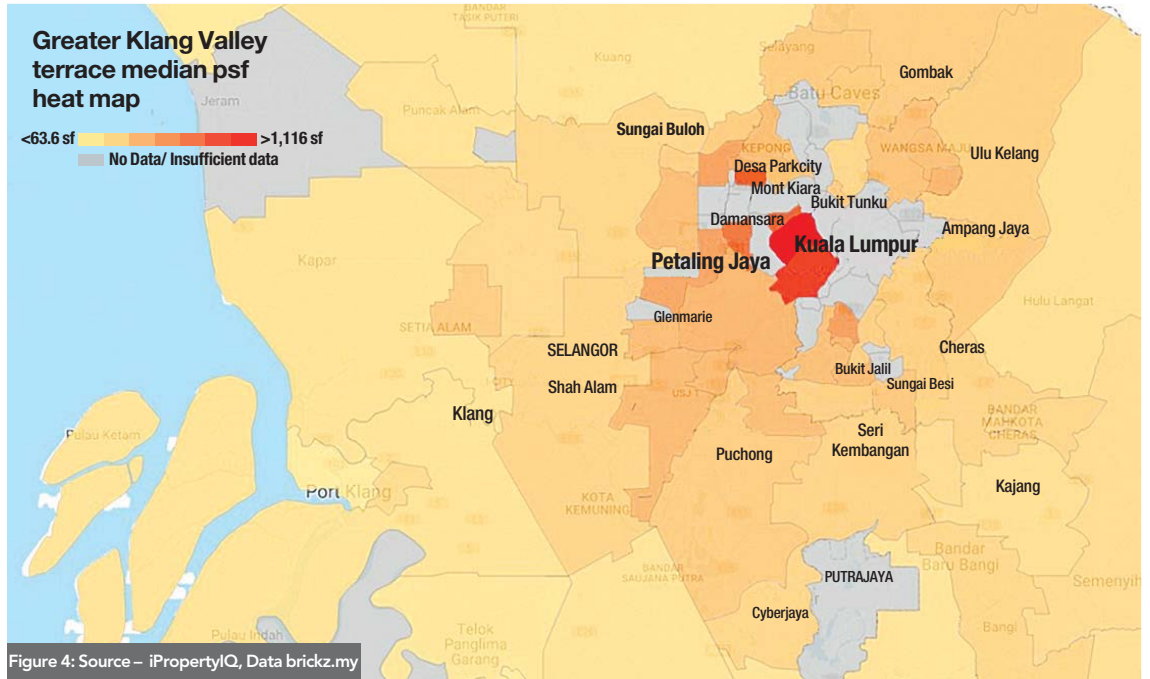 Greater Klang Valley
terrace median psf
heat map
<63.6 sf
>1,116 sf
No Data/ Insufficient data
BANDAR
TASIK PUTERI
Kuang
Selayang
Gombak
Jeram
Puncak Alam
Batu Caves
Sungai Buloh
KEPONG
WANGSA MAJU
Ulu Kelang
Desa Parkcity
Mont Kiara
Bukit Tunku
Damansara
Ampang Jaya
Kuala Lumpur
Petaling Jaya
Kapar
Hulu Langat
Glenmarie
SETIA ALAM
SELANGOR
Cheras
Bukit Jalil
Sungai Besi
Shah Alam
USJ 1
Klang
BANDAR
MAHKOTA
CHERAS
Seri
Kembangan
Puchong
Pulau Ketam
Kajang
Port Klang
KOTA
KEMUNING
Bandar
Baru Bangi
BANDAR
SAUJANA PUTRA
PUTRAJAYA
Semenyih
Cyberjaya
Bangi
Pulau Indah
Telok
Panglima
Garang
Figure 4: Source – iPropertyIQ, Data brickz.my